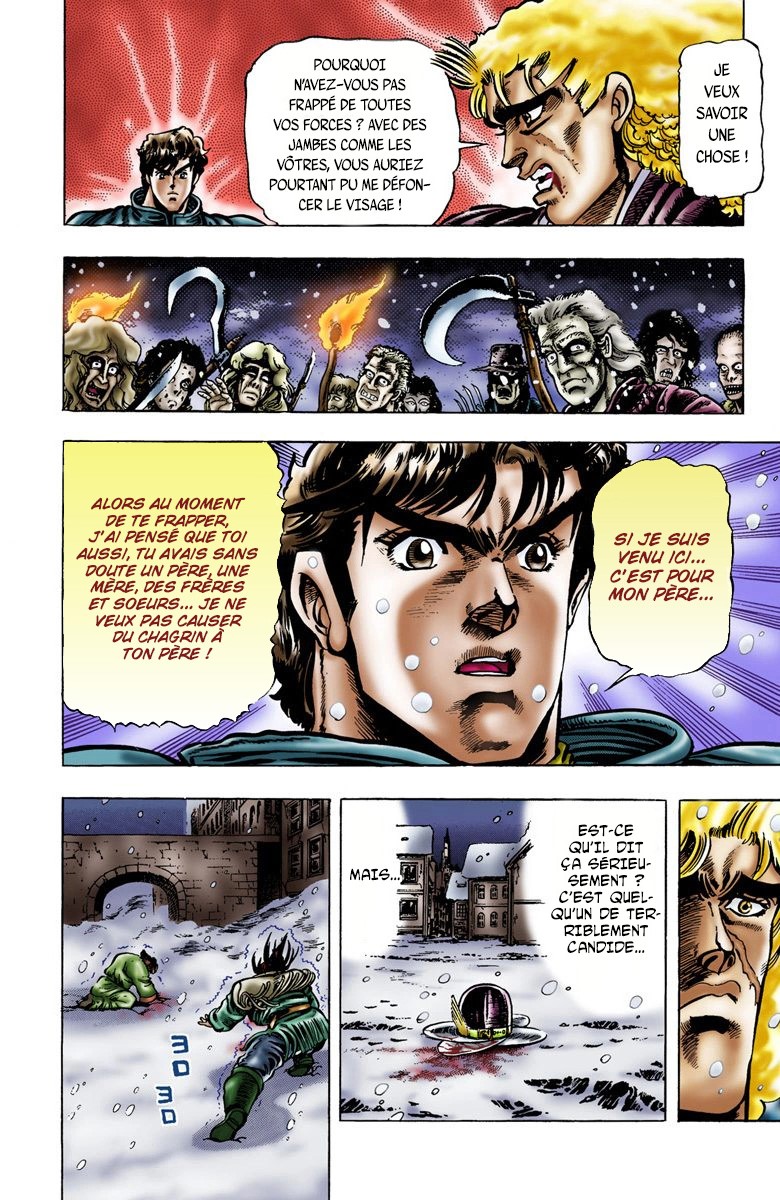 JE
VEUX
SAVOIR
UNE
CHOSE !
POURQUOI
N'AVEZ-VOUS PAS
FRAPPÉ DE TOUTES
VOS FORCES ? AVEC DES
JAMBES COMME LES
VÔTRES, VOUS AURIEZ
POURTANT PU ME DÉFON-
CER LE VISAGE !
SI JE SUIS
VENU ICI...
C'EST POUR
MON PÈRE...
ALORS AU MOMENT
DE TE FRAPPER,
J'AI PENSÉ QUE TOI
AUSSI, TU AVAIS SANS
DOUTE UN PÈRE, UNE
MÈRE, DES FRÈRES
ET SOEURS... JE NE
VEUX PAS CAUSER
DU CHAGRIN À
TON PÈRE !
EST-CE
QU'IL DIT
ÇA SÉRIEU-
SEMENT ?
C'EST QUEL-
QU'UN DE TER-
RIBLEMENT
CANDIDE...
MAIS...
ヨロ
ヨロ